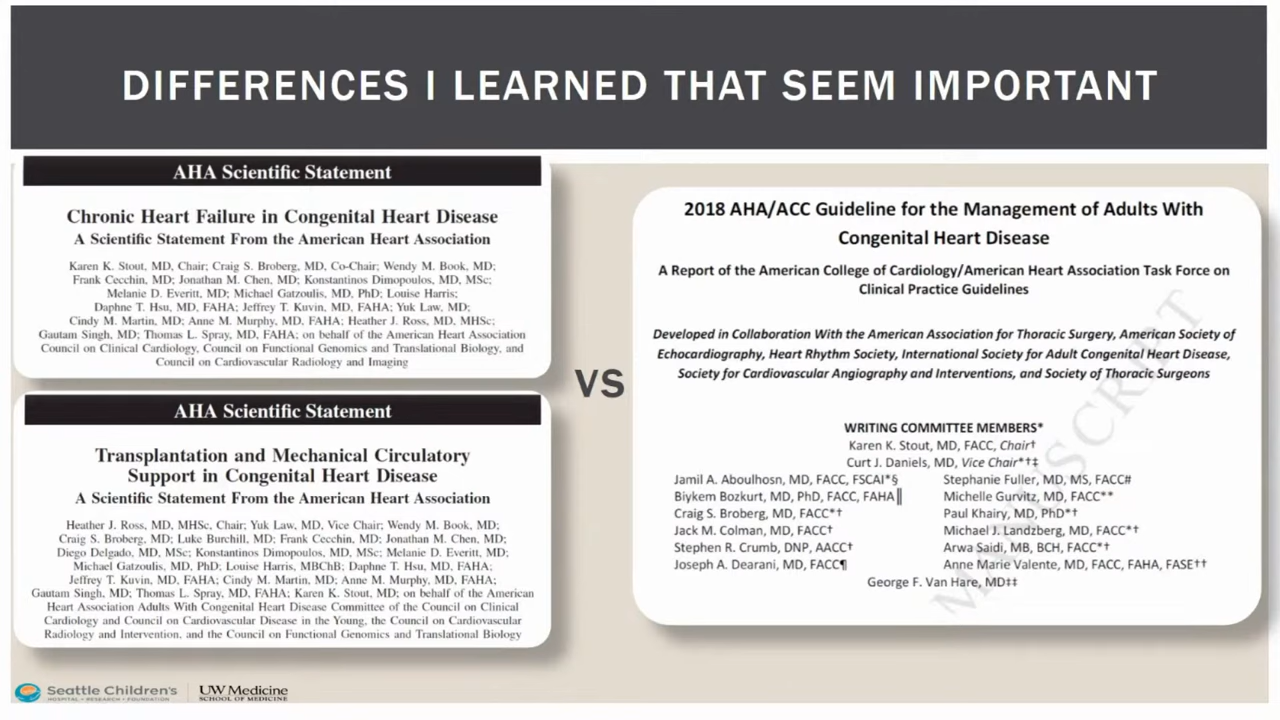 DIFFERENCES I LEARNED THAT SEEM IMPORTANT
AHA Scientific Statement
Chronic Heart Failure in Congenital Heart Disease
A Scientific Statement From the American Heart Association
Karen K. Stout, MD, Chair; Craig S. Broberg, MD, Co-Chair; Wendy M. Book, MD;
Frank Cecchin, MD; Jonathan M. Chen, MD; Konstantinos Dimopoulos, MD, MSc;
Melanie D. Everitt, MD; Michael Gatzoulis, MD, PhD; Louise Harris;
Daphne T. Hsu, MD, FAHA; Jeffrey T. Kuvin, MD, FAHA; Yuk Law, MD;
Cindy M. Martin, MD; Anne M. Murphy, MD, FAHA; Heather J. Ross, MD, MHSc;
Gautam Singh, MD; Thomas L. Spray, MD, FAHA; on behalf of the American Heart Association
Council on Clinical Cardiology, Council on Functional Genomics and Translational Biology, and
Council on Cardiovascular Radiology and Imaging
AHA Scientific Statement
Transplantation and Mechanical Circulatory
Support in Congenital Heart Disease
A Scientific Statement From the American Heart Association
Heather J. Ross, MD, MHSc, Chair; Yuk Law, MD, Vice Chair; Wendy M. Book, MD;
Craig S. Broberg, MD; Luke Burchill, MD; Frank Cecchin, MD; Jonathan M. Chen, MD;
Diego Delgado, MD, MSc; Konstantinos Dimopoulos, MD, MSc; Melanie D. Everitt, MD;
Michael Gatzoulis, MD, PhD; Louise Harris, MBChB; Daphne T. Hsu, MD, FAHA;
Jeffrey T. Kuvin, MD, FAHA; Cindy M. Martin, MD; Anne M. Murphy, MD, FAHA;
Gautam Singh, MD; Thomas L. Spray, MD, FAHA; Karen K. Stout, MD; on behalf of the American
Heart Association Adults With Congenital Heart Disease Committee of the Council on Clinical
Cardiology and Council on Cardiovascular Disease in the Young, the Council on Cardiovascular
Radiology and Intervention, and the Council on Functional Genomics and Translational Biology
VS
2018 AHA/ACC Guideline for the Management of Adults With
Congenital Heart Disease
A Report of the American College of Cardiology/American Heart Association Task Force on
Clinical Practice Guidelines
Developed in Collaboration With the American Association for Thoracic Surgery, American Society of
Echocardiography, Heart Rhythm Society, International Society for Adult Congenital Heart Disease,
Society for Cardiovascular Angiography and Interventions, and Society of Thoracic Surgeons
WRITING COMMITTEE MEMBERS*
Karen K. Stout, MD, FACC, Chair†
Curt J. Daniels, MD, Vice Chair*†‡
Jamil A. Aboulhosn, MD, FACC, FSCAI*§
Stephanie Fuller, MD, MS, FACC#
Biykem Bozkurt, MD, PhD, FACC, FAHA║
Michelle Gurvitz, MD, FACC**
Craig S. Broberg, MD, FACC*†
Paul Khairy, MD, PhD*†
Jack M. Colman, MD, FACC†
Michael J. Landzberg, MD, FACC*†
Stephen R. Crumb, DNP, AACC†
Arwa Saidi, MB, BCH, FACC*†
Joseph A. Dearani, MD, FACC¶
Anne Marie Valente, MD, FACC, FAHA, FASE††
George F. Van Hare, MD‡‡
MANUSCRIPT
Seattle Children's
HOSPITAL • RESEARCH • FOUNDATION
UW Medicine
SCHOOL OF MEDICINE